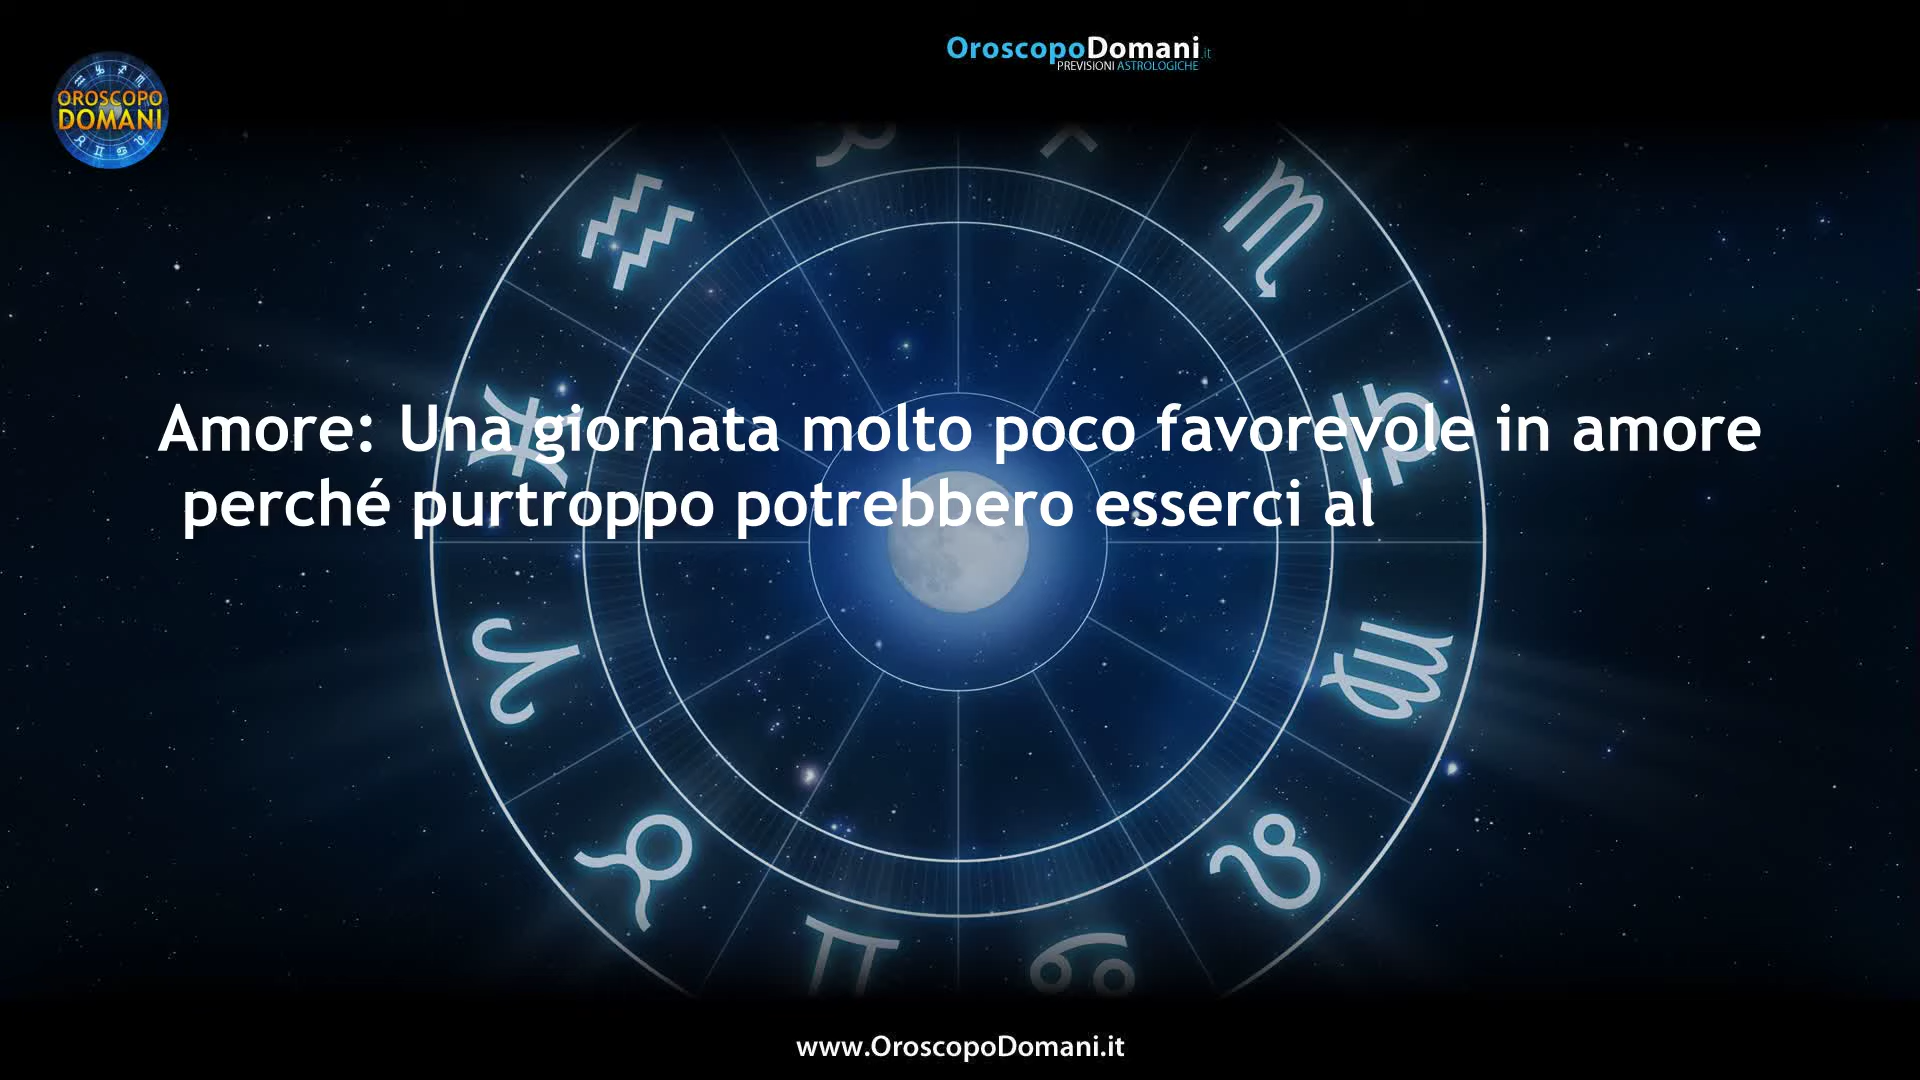 OroscopoDomani.it
PREVISIONI ASTROLOGICHE
OROSCOPO
DOMANI
Amore: Una giornata molto poco favorevole in amore
perché purtroppo potrebbero esserci al
www.OroscopoDomani.it